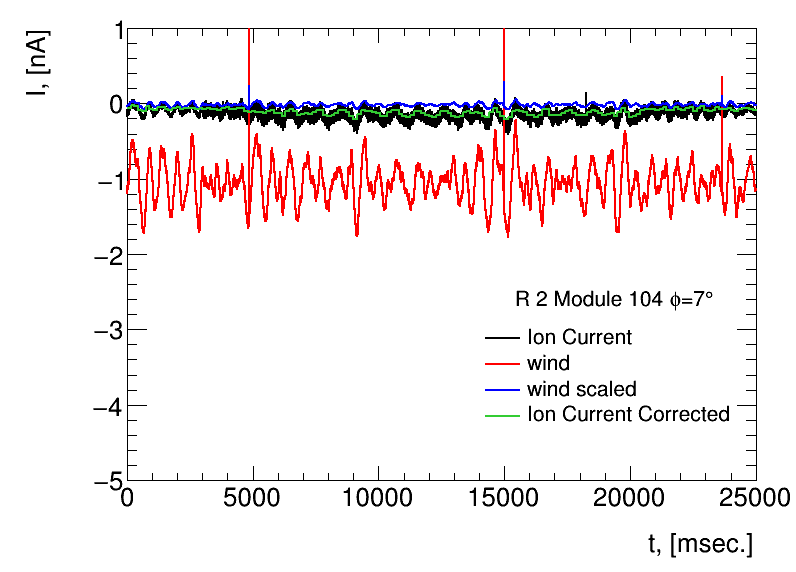 I, [nA]
1
0
−1
−2
−3
−4
−5
R 2 Module 104 ϕ=7°
Ion Current
wind
wind scaled
Ion Current Corrected
0 5000 10000 15000 20000 25000
t, [msec.]